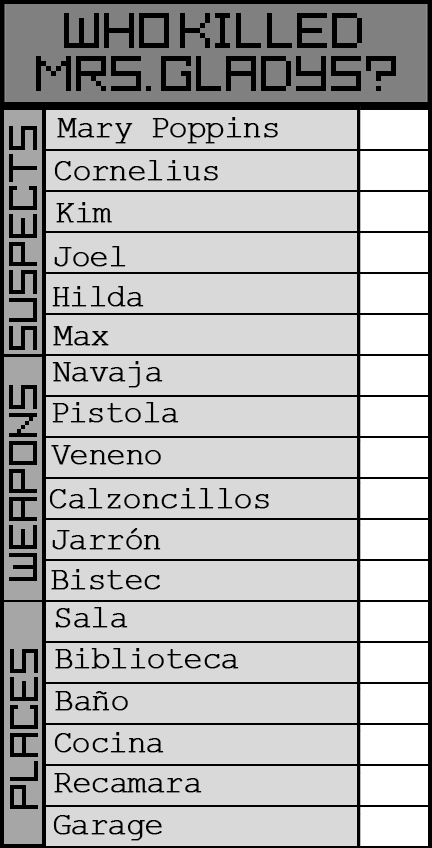 WHO KILLED
MRS. GLADYS?
SUSPECTS
Mary Poppins
Cornelius
Kim
Joel
Hilda
Max
WEAPONS
Navaja
Pistola
Veneno
Calzoncillos
Jarrón
Bistec
PLACES
Sala
Biblioteca
Baño
Cocina
Recamara
Garage